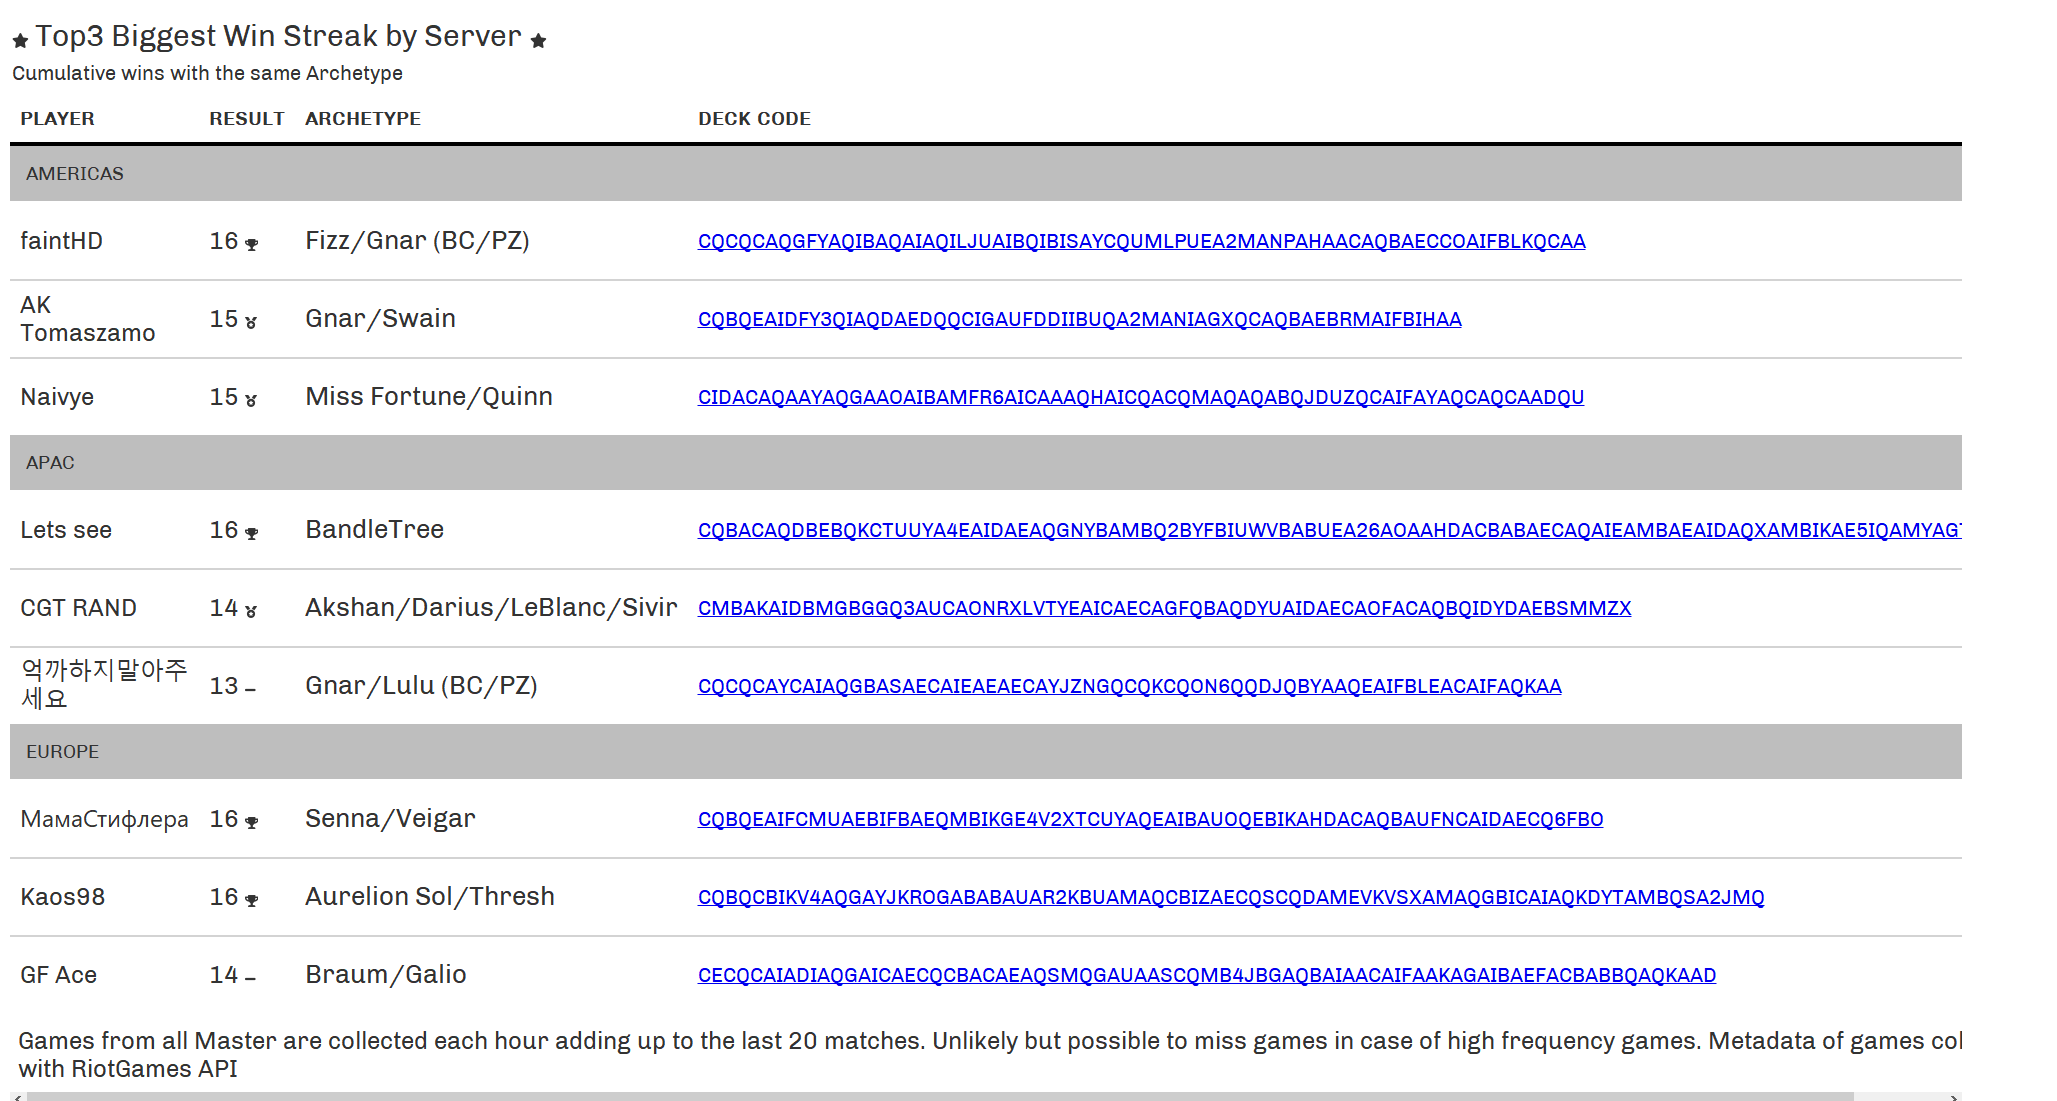 Top3 Biggest Win Streak by Server
Cumulative wins with the same Archetype
PLAYER RESULT ARCHETYPE DECK CODE
AMERICAS
faintHD 16 Fizz/Gnar (BC/PZ) CQCQCAQGFYAQIBAQAIAQILJUAIBQIBISAYCQUMLPUEA2MANPAHAACAQBAECCOAIFBLKQCAA
AK
Tomaszamo 15 Gnar/Swain CQBQEAIDFY3QIAQDAEDQQCIGAUFDDIIBUQA2MANIAGXQCAQBAEBRMAIFBIHAA
Naivye 15 Miss Fortune/Quinn CIDACAQAAYAQGAAOAIBAMFR6AICAAAQHAICQACQMAQAQABQJDUZQCAIFAYAQCAQCAADQU
APAC
Lets see 16 BandleTree CQBACAQDBEBQKCTUUYA4EAIDAEAQGNYBAMBQ2BYFBIUWVBABUEA26AOAAHDACBABAECAQAIEAMBAEAIDAQXAMBIKAE5IQAMYAG
CGT RAND 14 Akshan/Darius/LeBlanc/Sivir CMBAKAIDBMGBGGQ3AUCAONRXLVTYEAICAECAGFQBAQDYUAIDAECAOFACAQBQIDYDAEBSMMZX
억까하지말아주
세요 13 – Gnar/Lulu (BC/PZ) CQCQCAYCAIAQGBASAECAIEAEAECAYJZNGQCQKCQON6QQDJQBYAAQEAIFBLEACAIFAQKAA
EUROPE
МамаСтифлера 16 Senna/Veigar CQBQEAIFCMUAEBIFBAEQMBIKGE4V2XTCUYAQEAIBAUOQEBIKAHDACAQBAUFNCAIDAECQ6FBO
Kaos98 16 Aurelion Sol/Thresh CQBQCBIKV4AQGAYJKROGABABAUAR2KBUAMAQCBIZAECQSCQDAMEVKVSXAMAQGBICAIAQKDYTAMBQSA2JMQ
GF Ace 14 – Braum/Galio CECQCAIADIAQGAICAECQCBACAEAQSMQGAUAASCQMB4JBGAQBAIAACAIFAAKAGAIBAEFACBABBQAQKAAD
Games from all Master are collected each hour adding up to the last 20 matches. Unlikely but possible to miss games in case of high frequency games. Metadata of games col
with RiotGames API